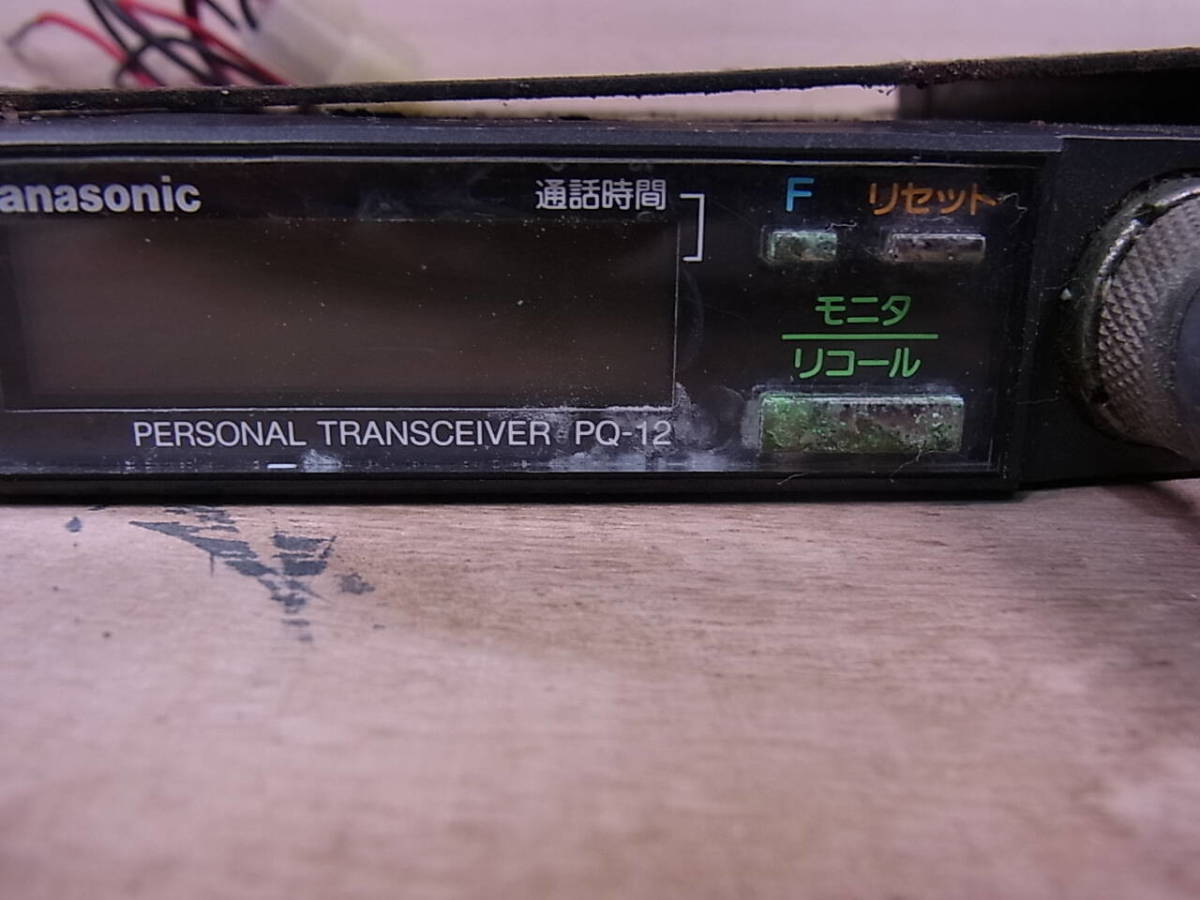 anasonic
通話時間
F
リセット
モニタ
リコール
PERSONAL TRANSCEIVER PQ-12